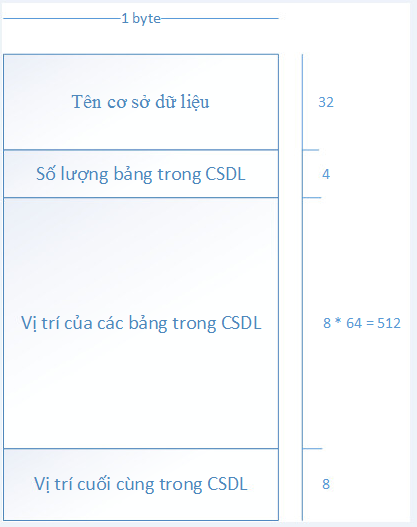 1 byte
Tên cơ sở dữ liệu
32
Số lượng bảng trong CSDL
4
Vị trí của các bảng trong CSDL
8 * 64 = 512
Vị trí cuối cùng trong CSDL
8